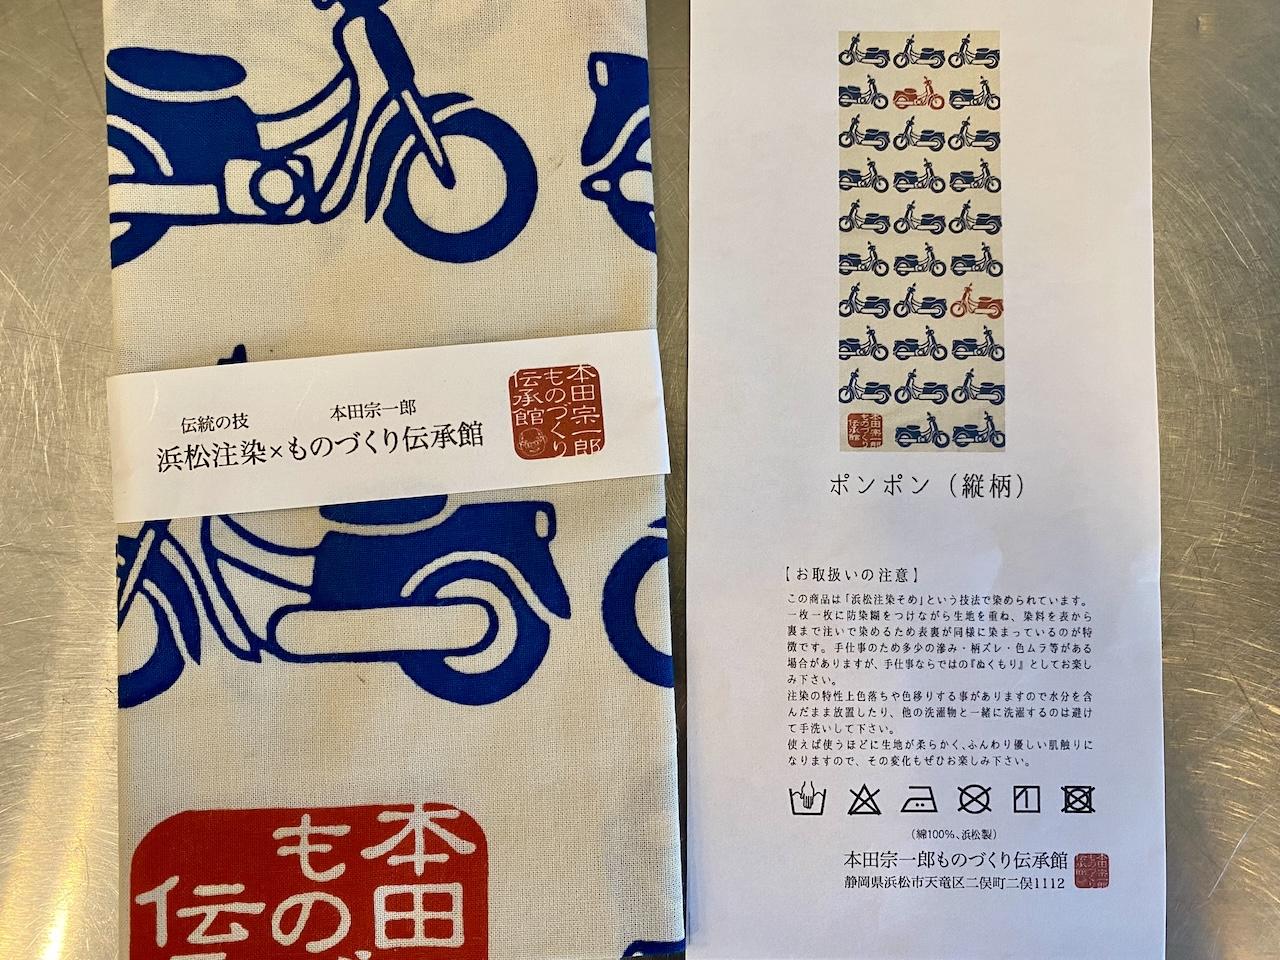 伝統の技 本田宗一郎
浜松注染×ものづくり伝承館
本田宗一郎
ものづくり
伝承館
本田
もの
伝
本田宗一郎
ものづくり
伝承館
ポンポン（縦柄）
【お取扱いの注意】
この商品は「浜松注染そめ」という技法で染められています。
一枚一枚に防染糊をつけながら生地を重ね、染料を表から
裏まで注いで染めるため表裏が同様に染まっているのが特
徴です。手仕事のため多少の滲み・柄ズレ・色ムラ等がある
場合がありますが、手仕事ならではの『ぬくもり』としてお楽し
み下さい。
注染の特性上色落ちや色移りする事がありますので水分を含
んだまま放置したり、他の洗濯物と一緒に洗濯するのは避け
て手洗いして下さい。
使えば使うほどに生地が柔らかく、ふんわり優しい肌触りに
なりますので、その変化もぜひお楽しみ下さい。
（綿100％、浜松製）
本田宗一郎ものづくり伝承館
静岡県浜松市天竜区二俣町二俣1112